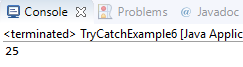 Console Problems @ Javadoc
<terminated> TryCatchExample6 [Java Applic
25